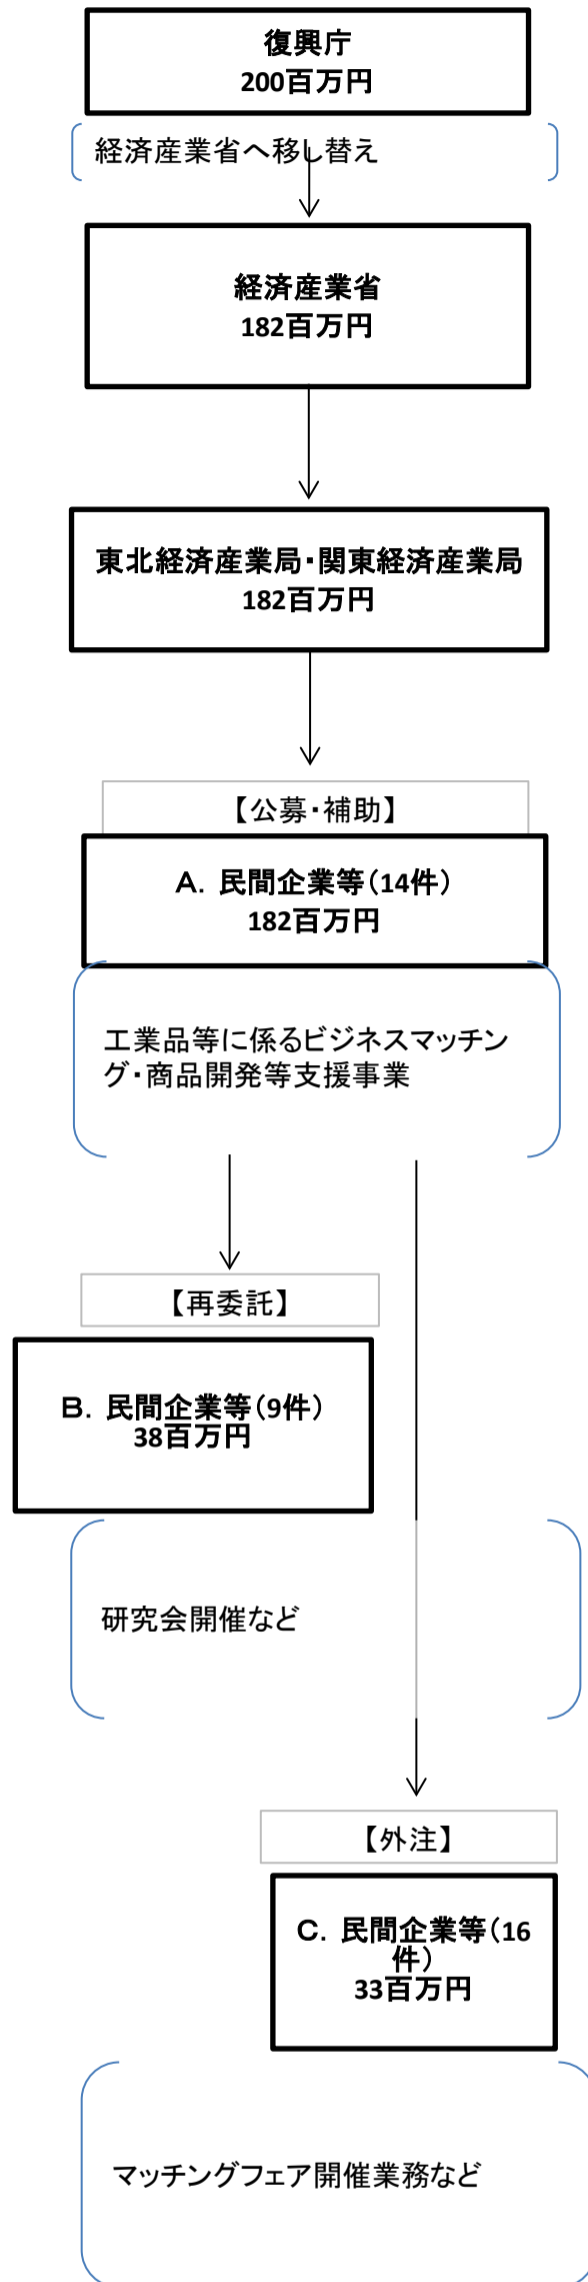 復興庁
200百万円
経済産業省へ移し替え
経済産業省
182百万円
東北経済産業局・関東経済産業局
182百万円
【公募・補助】
A. 民間企業等(14件)
182百万円
工業品等に係るビジネスマッチン
グ・商品開発等支援事業
【再委託】
B. 民間企業等(9件)
38百万円
研究会開催など
【外注】
C. 民間企業等(16
件)
33百万円
マッチングフェア開催業務など